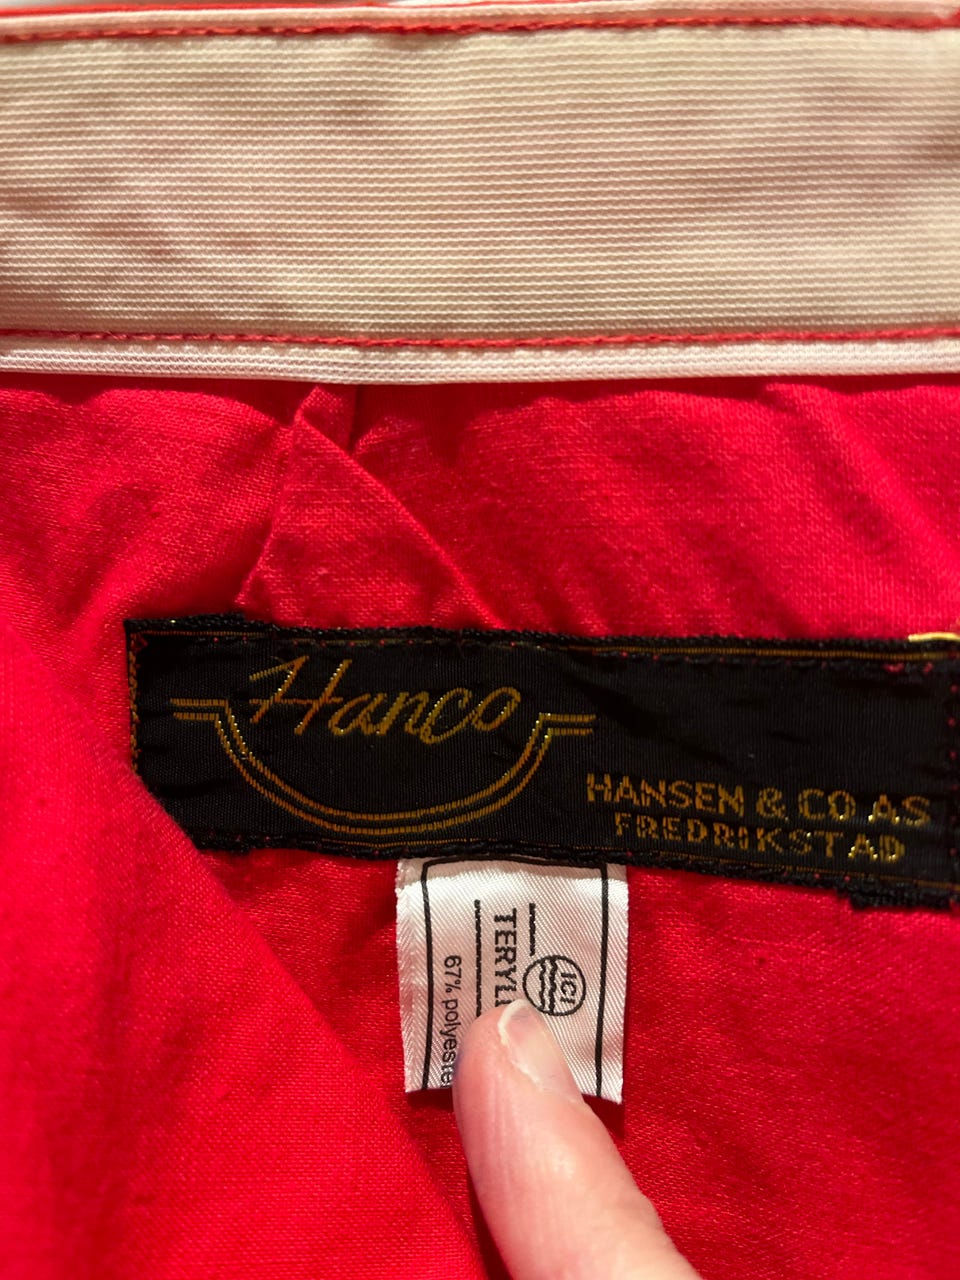 Hanco
HANSEN & CO AS
FREDRIKSTAD
ICI
67% polyester